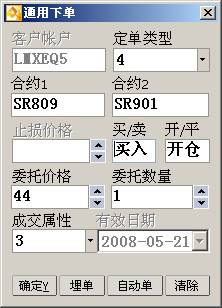 通用下单
客户帐户 定单类型
LMXEQ5 4
合约1 合约2
SR809 SR901
止损价格 买/卖 开/平
买入 开仓
委托价格 委托数量
44 1
成交属性 有效日期
3 2008-05-21
确定Y 埋单 自动单 清除